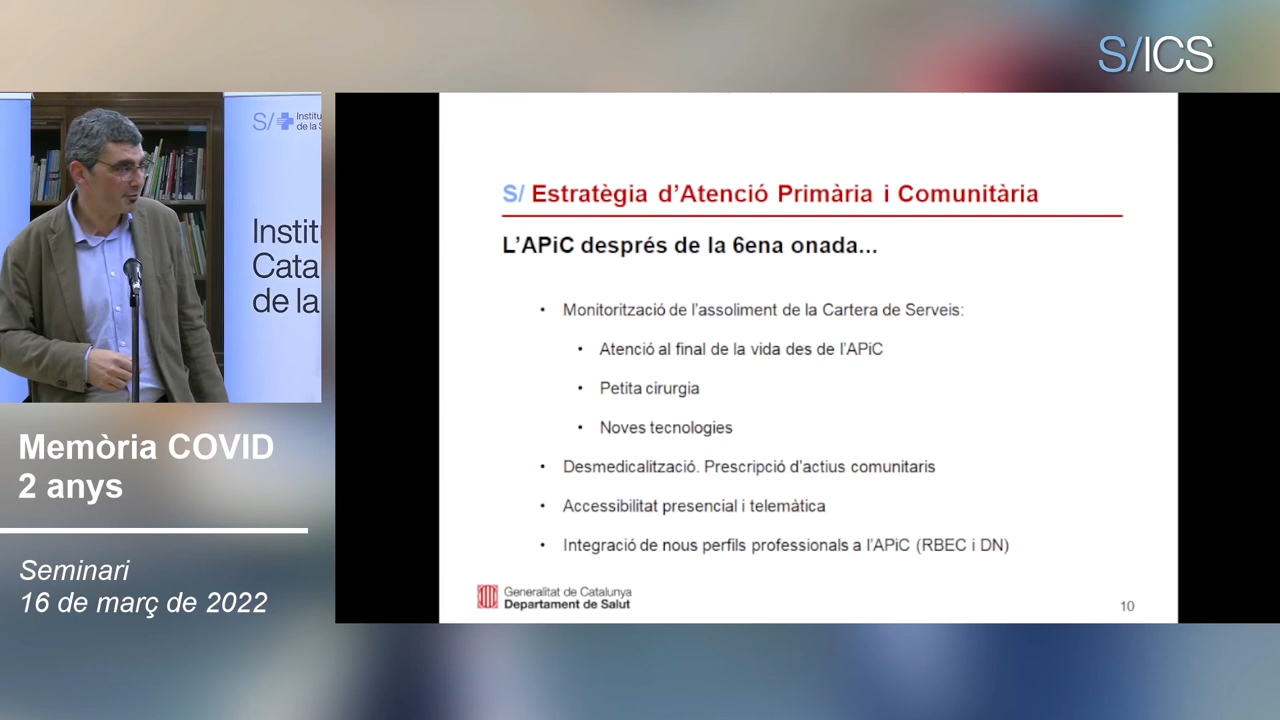 S/ICS
S/ Institu
de la S
Instit
Cata
de la
Memòria COVID
2 anys
Seminari
16 de març de 2022
S/ Estratègia d'Atenció Primària i Comunitària
L'APiC després de la 6ena onada...
• Monitorització de l'assoliment de la Cartera de Serveis:
• Atenció al final de la vida des de l'APiC
• Petita cirurgia
• Noves tecnologies
• Desmedicalització. Prescripció d'actius comunitaris
• Accessibilitat presencial i telemàtica
• Integració de nous perfils professionals a l'APiC (RBEC i DN)
Generalitat de Catalunya
Departament de Salut
10